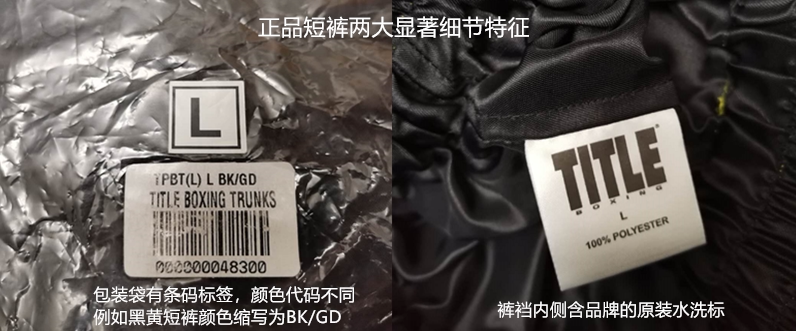 正品短裤两大显著细节特征
L
TPBT(L) L BK/GD
TITLE BOXING TRUNKS
000000048300
包装袋有条码标签，颜色代码不同
例如黑黄短裤颜色缩写为BK/GD
TITLE
BOXING
L
100% POLYESTER
裤裆内侧含品牌的原装水洗标